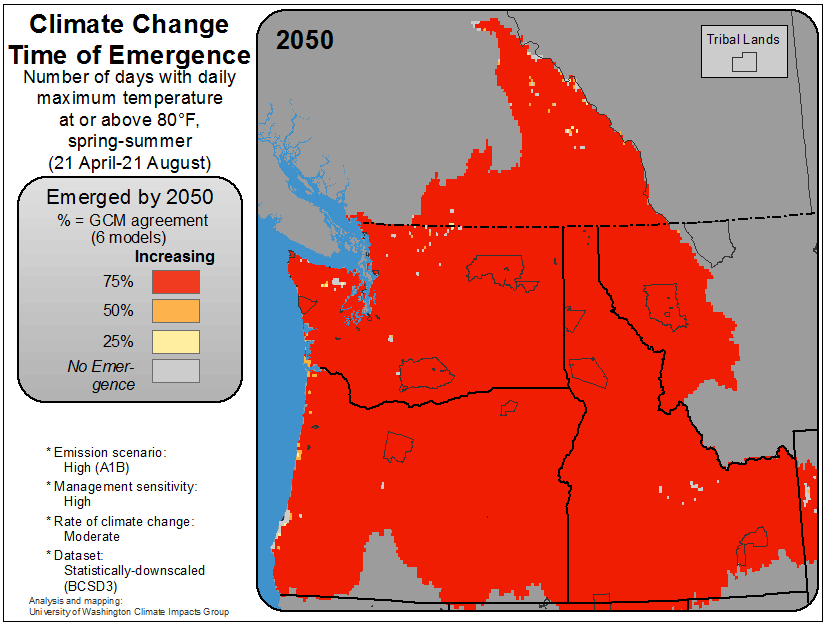 Climate Change
Time of Emergence
Number of days with daily
maximum temperature
at or above 80°F,
spring-summer
(21 April-21 August)
Emerged by 2050
% = GCM agreement
(6 models)
Increasing
75%
50%
25%
No Emer-
gence
* Emission scenario:
High (A1B)
* Management sensitivity:
High
* Rate of climate change:
Moderate
* Dataset:
Statistically-downscaled
(BCSD3)
Analysis and mapping:
University of Washington Climate Impacts Group
2050
Tribal Lands